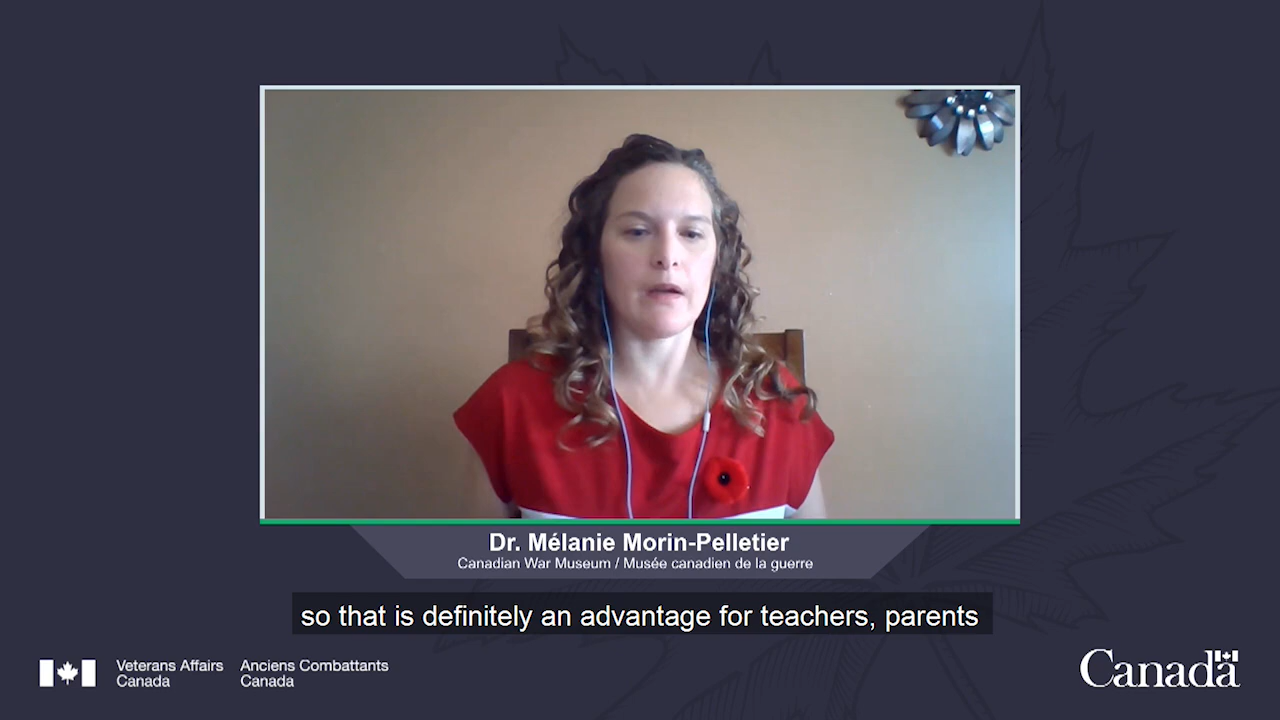 Dr. Mélanie Morin-Pelletier
Canadian War Museum / Musée canadien de la guerre
so that is definitely an advantage for teachers, parents
Veterans Affairs Canada
Anciens Combattants Canada
Canada